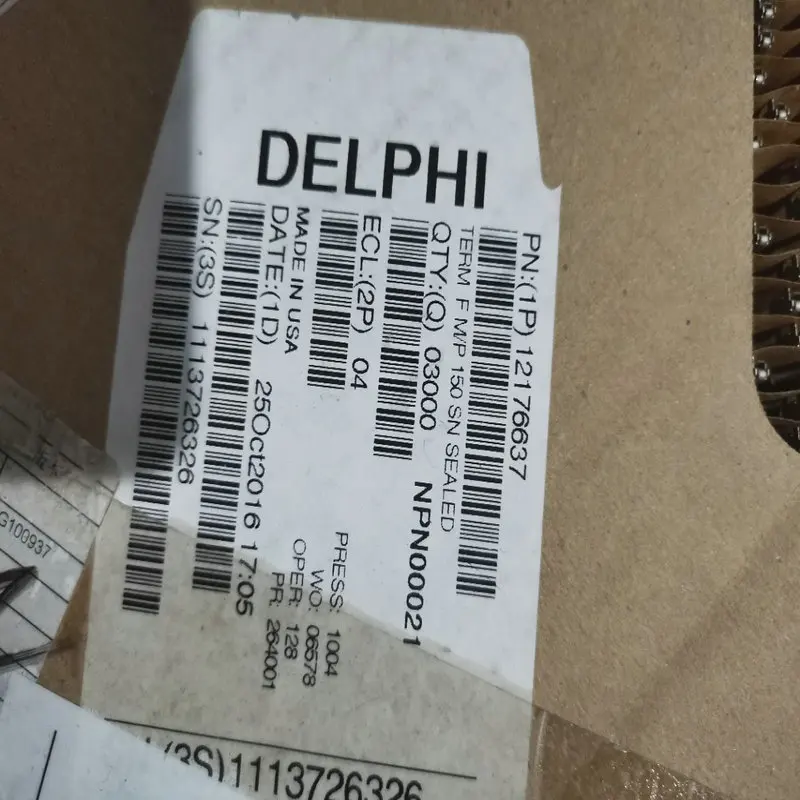 DELPHI
PN:(1P) 12176637
TERM F M/P 150 SN SEALED
QTY:(Q) 03000
NPN00021
ECL:(2P) 04
MADE IN USA
DATE:(1D) 25Oct2016 17:05
SN:(3S) 1113726326
PRESS: 1004
WO: 06578
OPER: 128
PR: 264001
(3S)1113726326
G100937